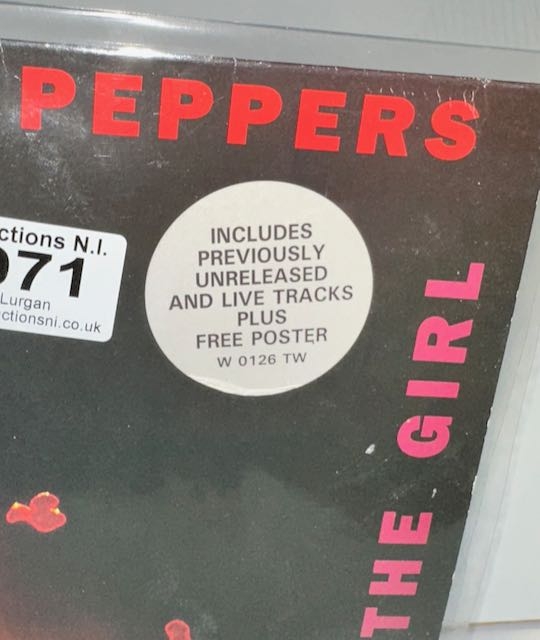 P PEPPERS
ctions N.I.
971
Lurgan
ctionsni.co.uk
INCLUDES
PREVIOUSLY
UNRELEASED
AND LIVE TRACKS
PLUS
FREE POSTER
W 0126 TW
THE GIRL